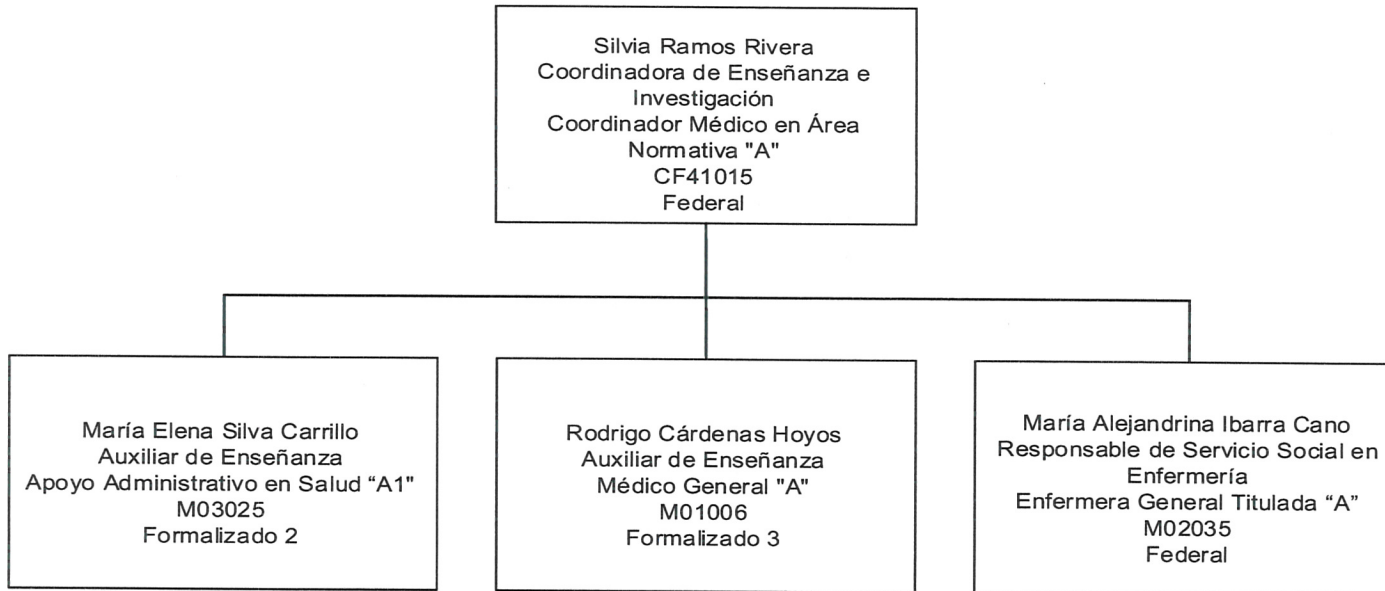 Silvia Ramos Rivera
Coordinadora de Enseñanza e
Investigación
Coordinador Médico en Área
Normativa "A"
CF41015
Federal
María Elena Silva Carrillo
Auxiliar de Enseñanza
Apoyo Administrativo en Salud “A1"
M03025
Formalizado 2
Rodrigo Cárdenas Hoyos
Auxiliar de Enseñanza
Médico General "A"
M01006
Formalizado 3
María Alejandrina Ibarra Cano
Responsable de Servicio Social en
Enfermería
Enfermera General Titulada “A”
M02035
Federal